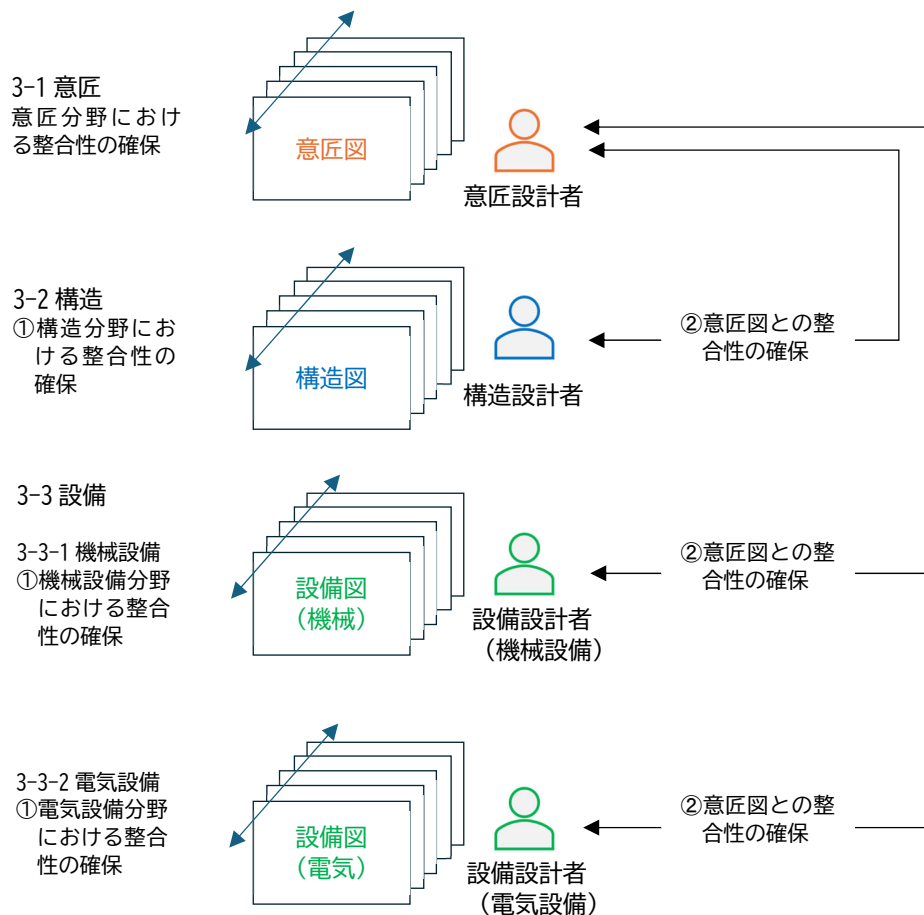 3-1 意匠
意匠分野におけ
る整合性の確保
意匠図
意匠設計者
3-2 構造
①構造分野にお
ける整合性の
確保
構造図
構造設計者
②意匠図との整
合性の確保
3-3 設備
3-3-1 機械設備
①機械設備分野
における整合
性の確保
設備図
(機械)
設備設計者
（機械設備）
②意匠図との整
合性の確保
3-3-2 電気設備
①電気設備分野
における整合
性の確保
設備図
(電気)
設備設計者
（電気設備）
②意匠図との整
合性の確保